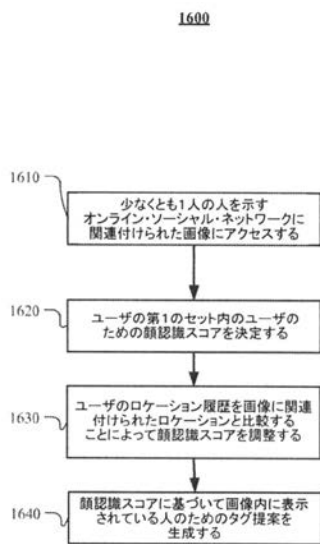 1600
1610
少なくとも1人の人を示す
オンライン・ソーシャル・ネットワークに
関連付けられた画像にアクセスする
1620
ユーザの第1のセット内のユーザの
ための顔認識スコアを決定する
1630
ユーザのロケーション履歴を画像に関連
付けられたロケーションと比較する
ことによって顔認識スコアを調整する
1640
顔認識スコアに基づいて画像内に表示
されている人のためのタグ提案を
生成する